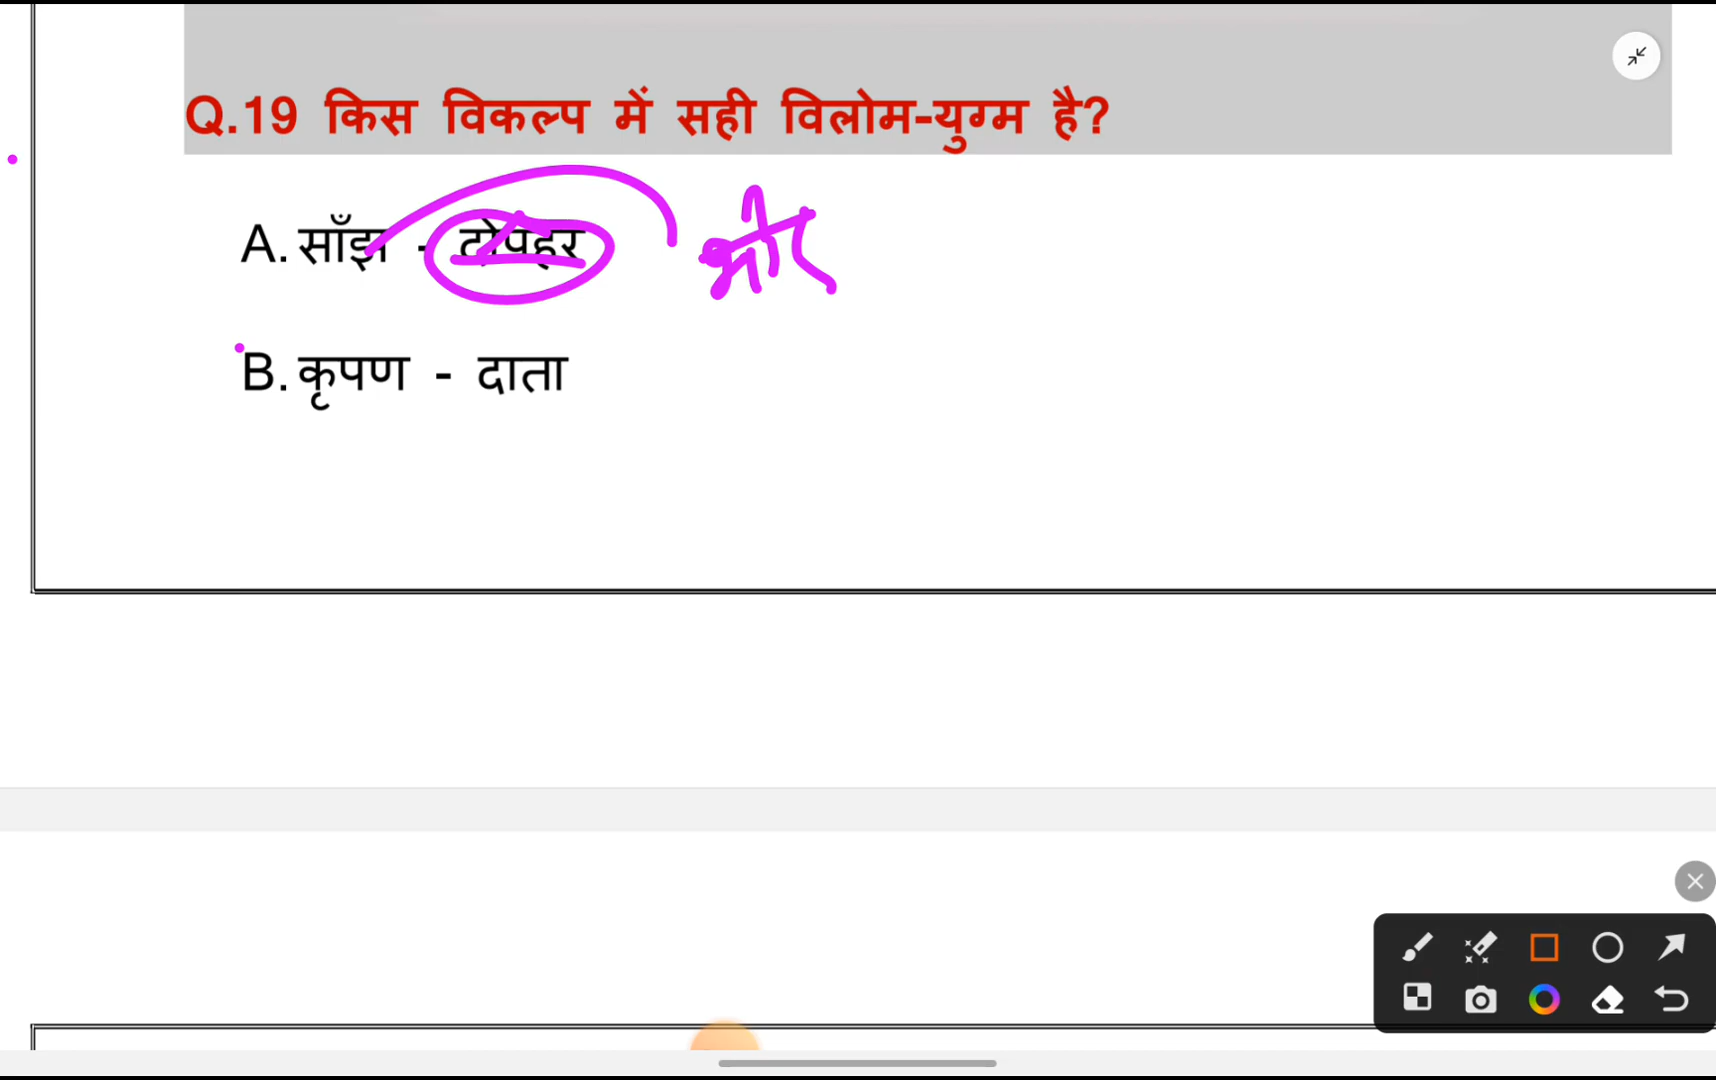 Q.19 किस विकल्प में सही विलोम-युग्म है?
A. साँझ - दोपहर भोर
B. कृपण - दाता